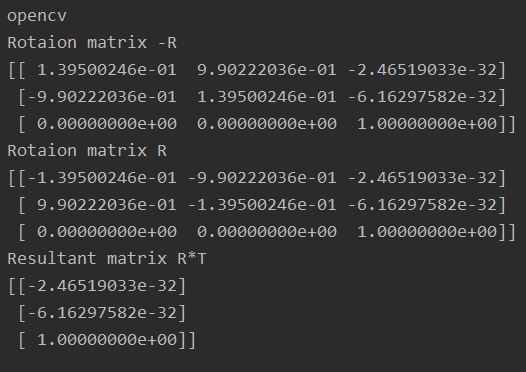 opencv
Rotaion matrix -R
[[ 1.39500246e-01  9.90222036e-01 -2.46519033e-32]
 [-9.90222036e-01  1.39500246e-01 -6.16297582e-32]
 [ 0.00000000e+00  0.00000000e+00  1.00000000e+00]]
Rotaion matrix R
[[-1.39500246e-01 -9.90222036e-01 -2.46519033e-32]
 [ 9.90222036e-01 -1.39500246e-01 -6.16297582e-32]
 [ 0.00000000e+00  0.00000000e+00  1.00000000e+00]]
Resultant matrix R*T
[[-2.46519033e-32]
 [-6.16297582e-32]
 [ 1.00000000e+00]]